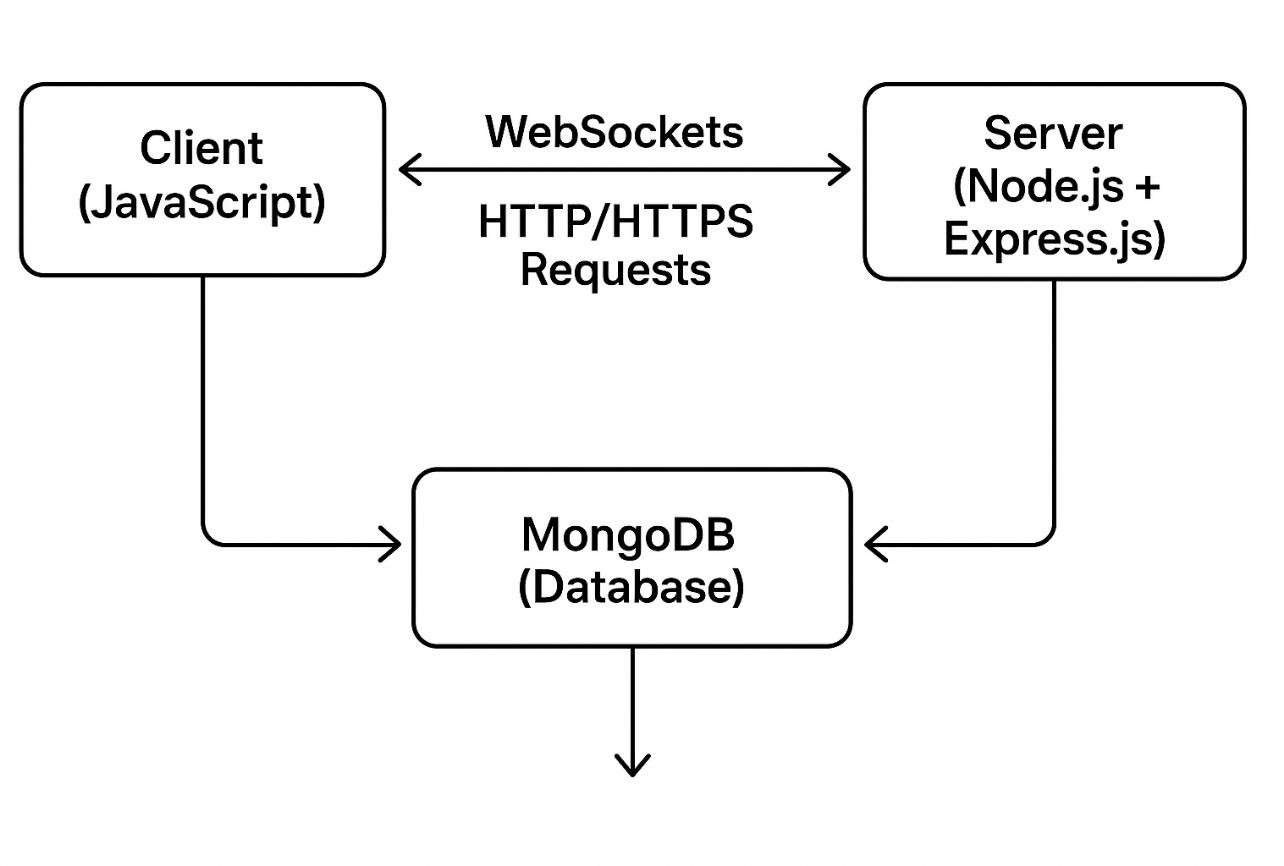 Client
(JavaScript)
WebSockets
HTTP/HTTPS
Requests
Server
(Node.js +
Express.js)
MongoDB
(Database)